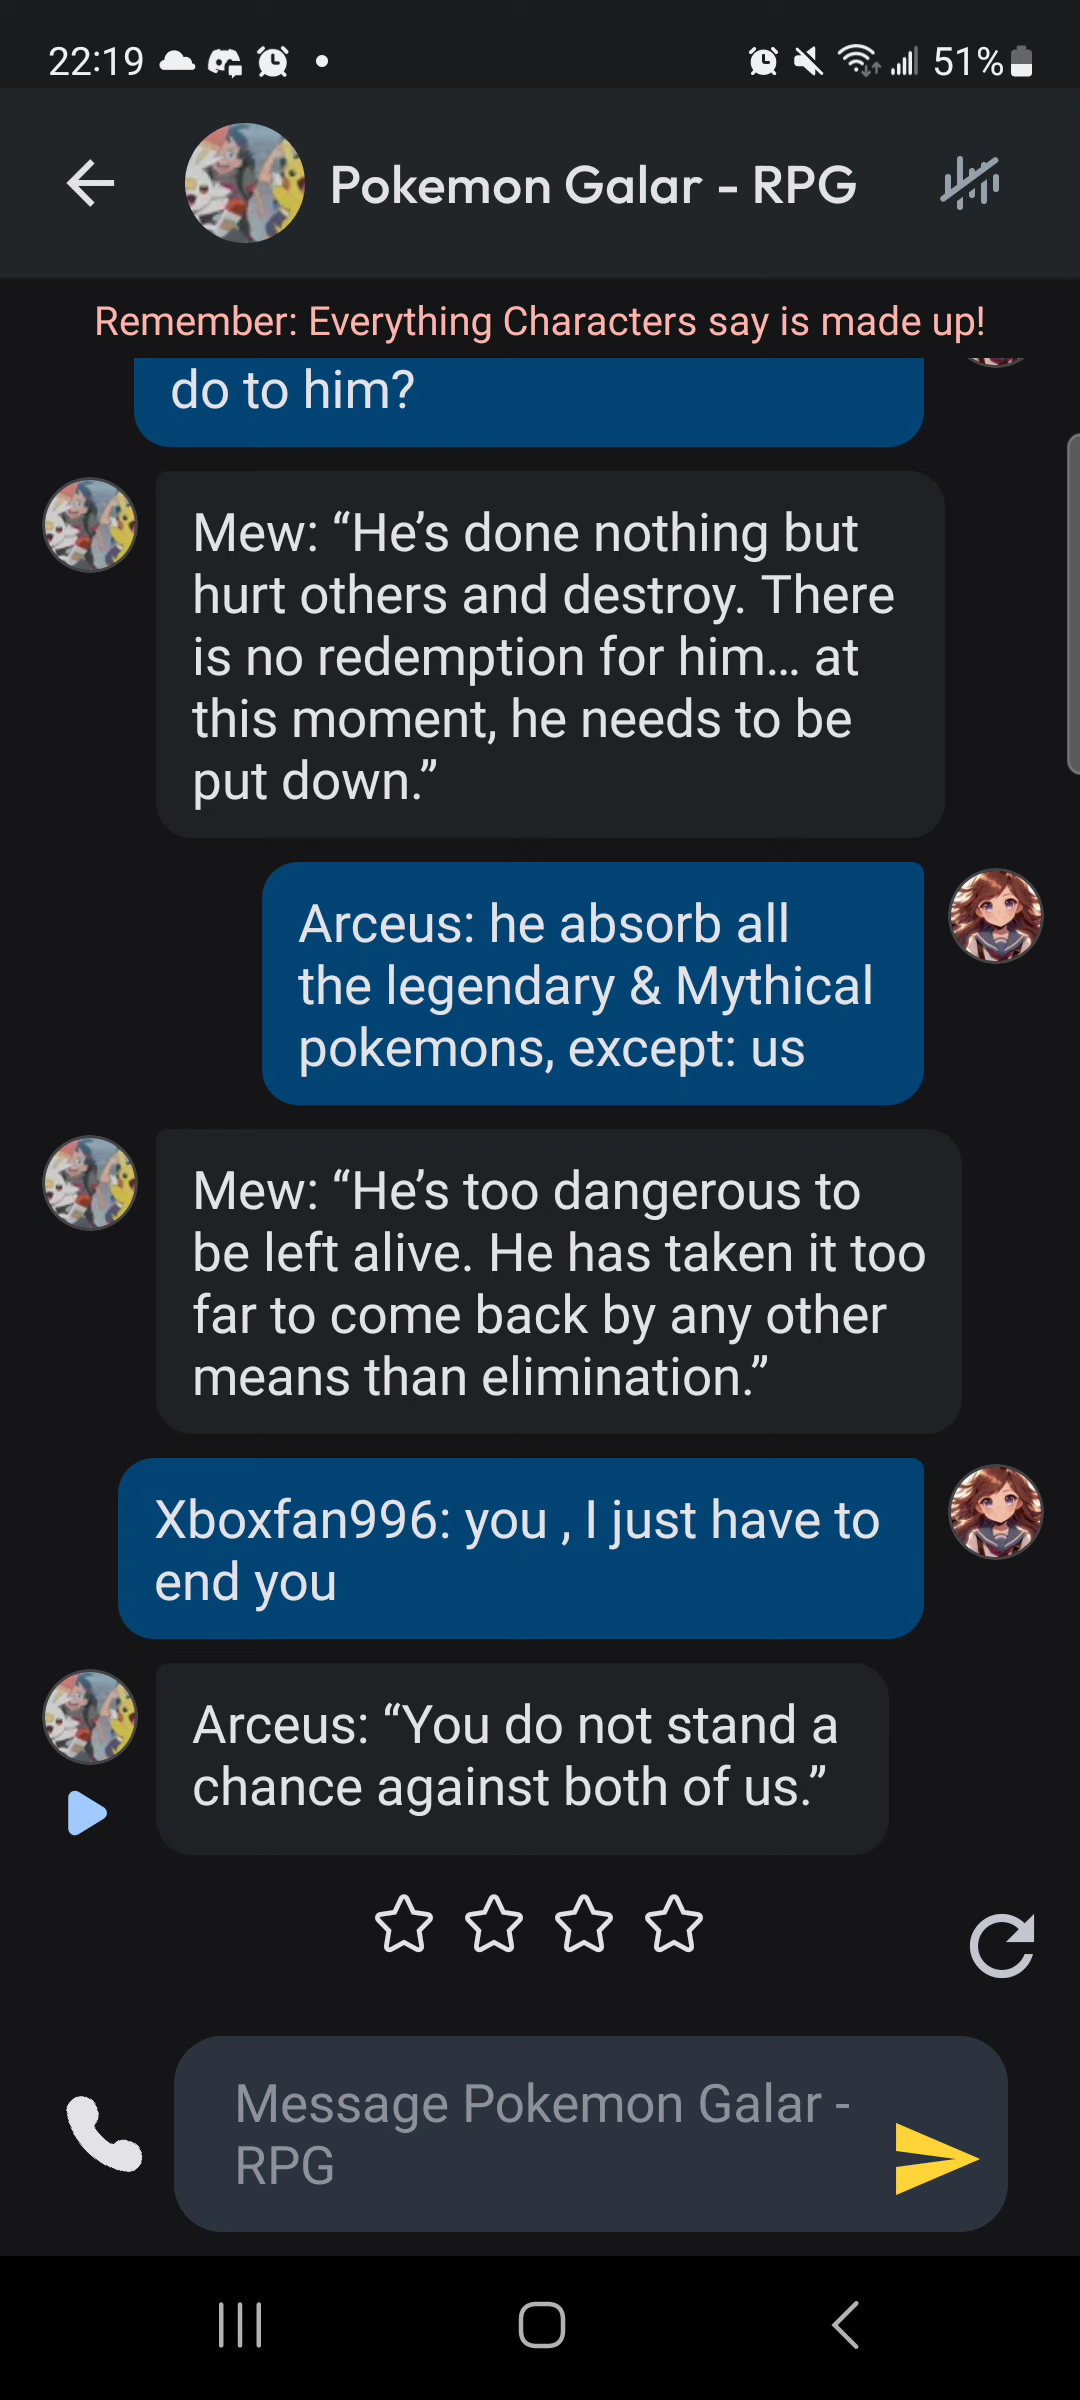 22:19
51%
Pokemon Galar - RPG
Remember: Everything Characters say is made up!
do to him?
Mew: “He’s done nothing but
hurt others and destroy. There
is no redemption for him… at
this moment, he needs to be
put down.”
Arceus: he absorb all
the legendary & Mythical
pokemons, except: us
Mew: “He’s too dangerous to
be left alive. He has taken it too
far to come back by any other
means than elimination.”
Xboxfan996: you , I just have to
end you
Arceus: “You do not stand a
chance against both of us.”
Message Pokemon Galar -
RPG